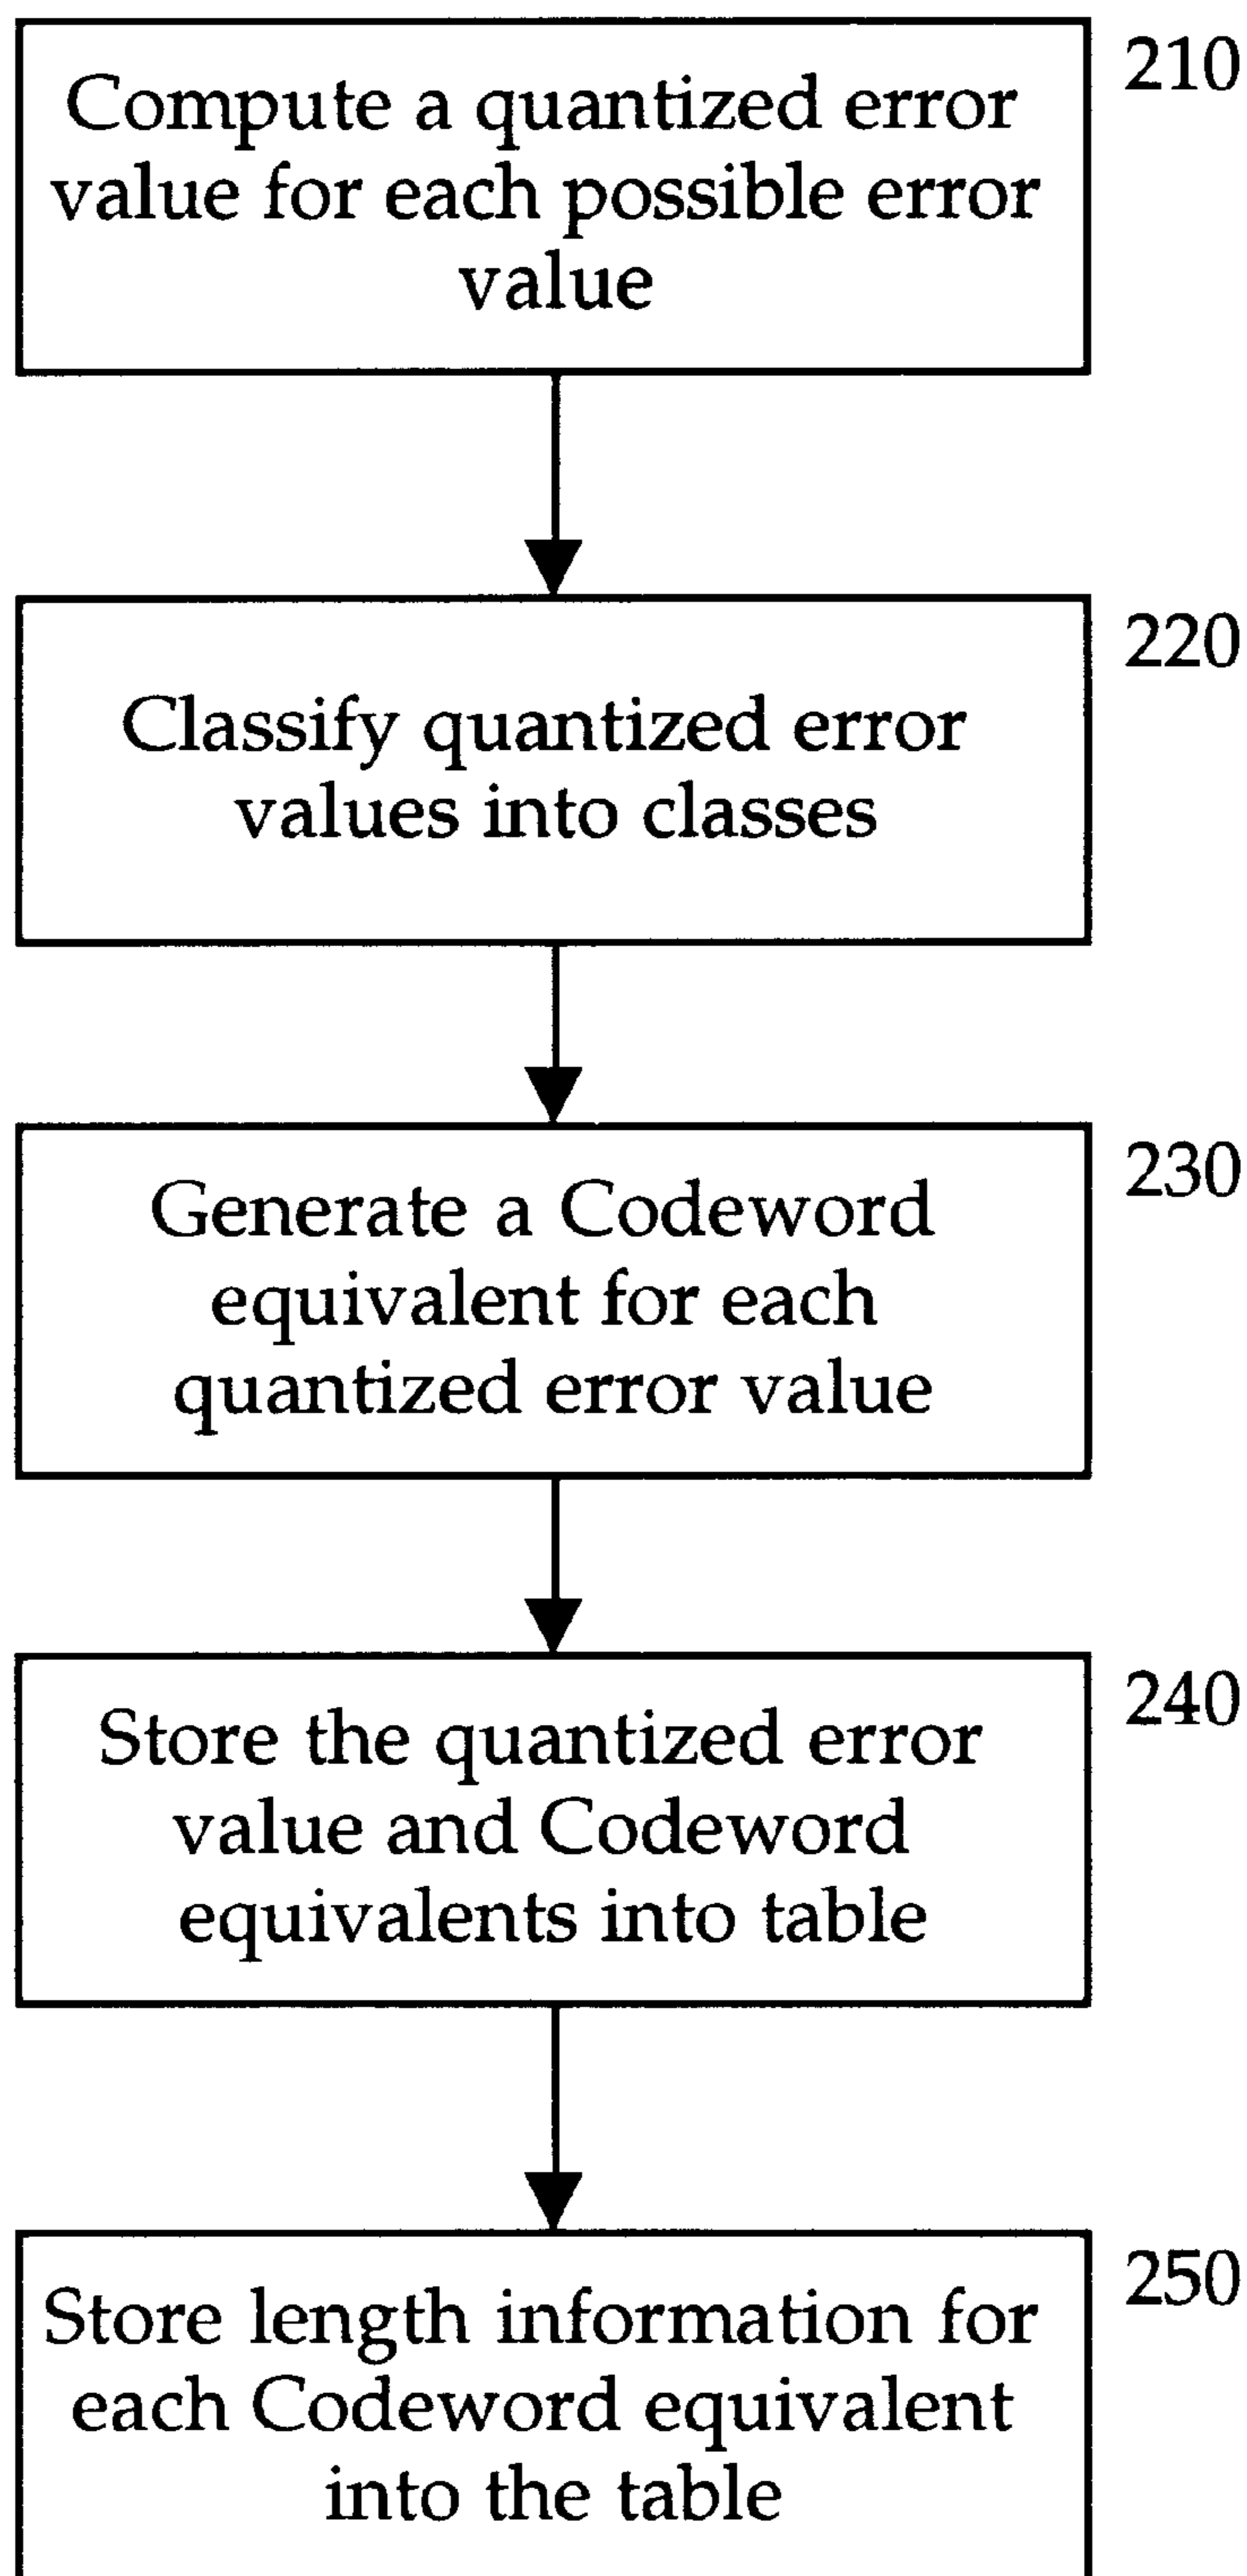 Compute a quantized error
value for each possible error
value
210
Classify quantized error
values into classes
220
Generate a Codeword
equivalent for each
quantized error value
230
Store the quantized error
value and Codeword
equivalents into table
240
Store length information for
each Codeword equivalent
into the table
250